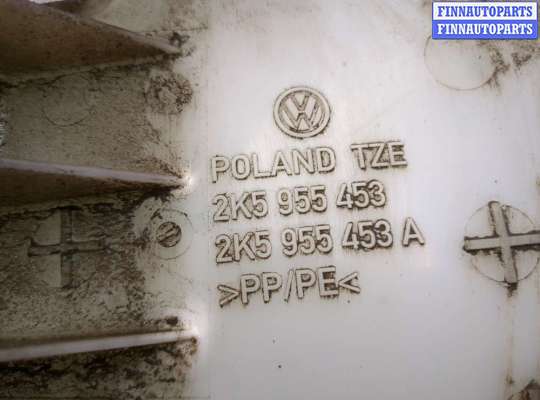 FINNAUTOPARTS
FINNAUTOPARTS
POLAND TZE
2K5 955 453
2K5 955 453 A
>PP/PE<